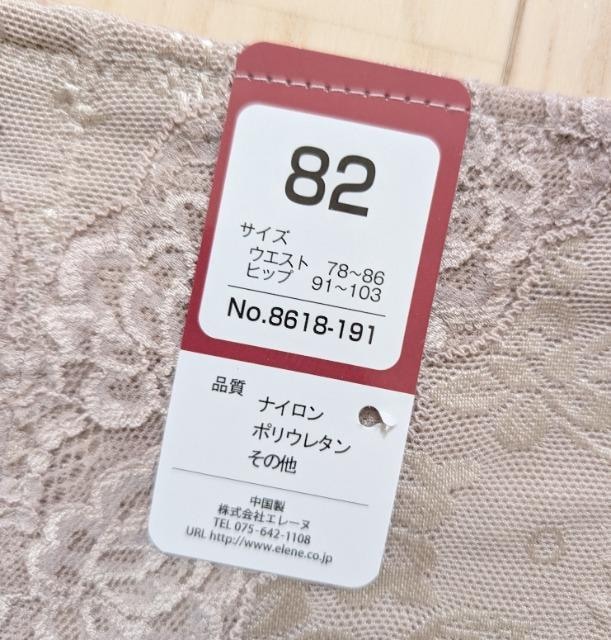 82
サイズ
ウエスト 78~86
ヒップ 91~103
No.8618-191
品質
ナイロン
ポリウレタン
その他
中国製
株式会社エレーヌ
TEL 075-642-1108
URL http://www.elene.co.jp